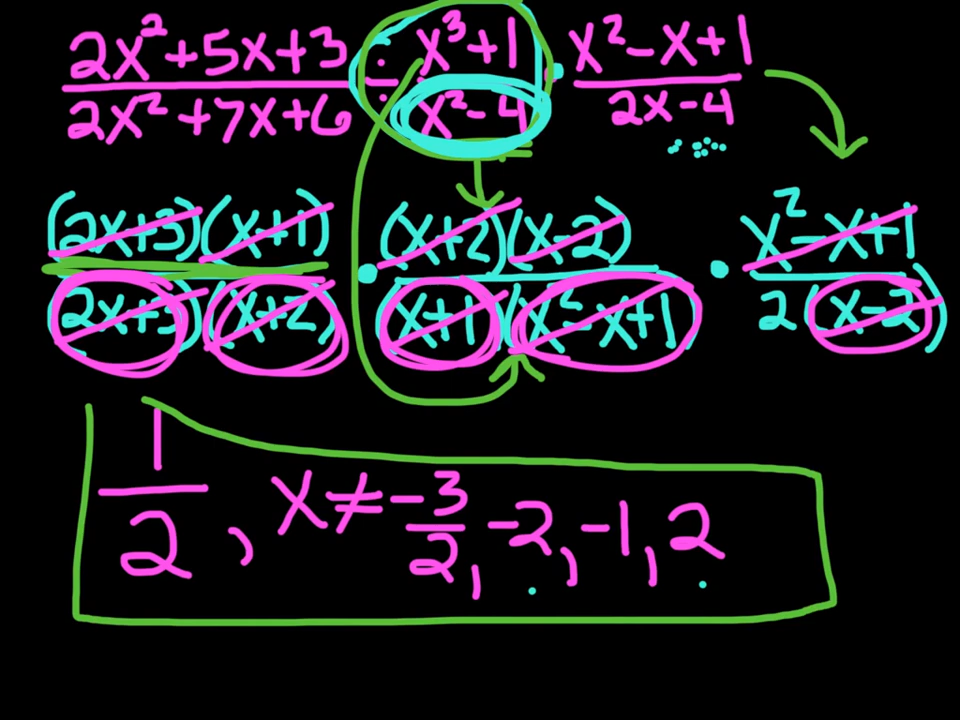 2x²+5x+3 ÷ x³+1 · x²-x+1
2x²+7x+6 x²-4 2x-4
(2x+3)(x+1) · (x+2)(x-2) · x²-x+1
(2x+3)(x+2) (x+1)(x²-x+1) 2(x-2)
1
2 , x≠-3/2, -2, -1, 2